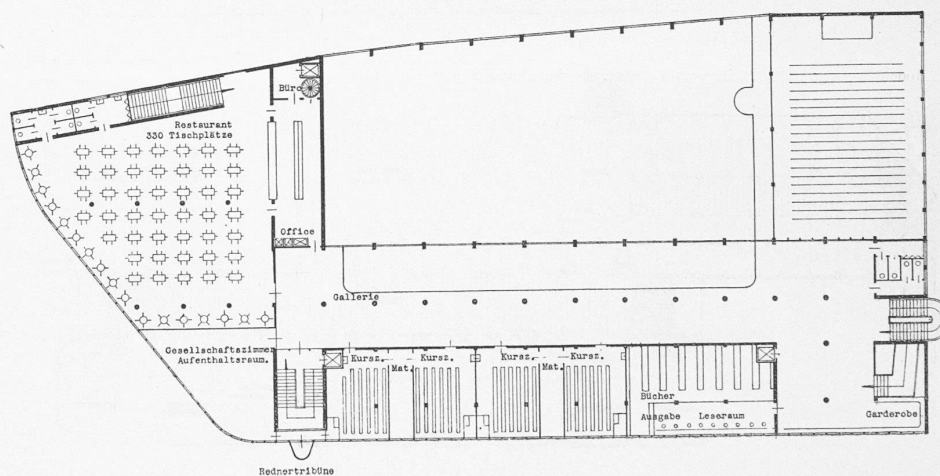 Büro
Restaurant
330 Tischplätze
Office
Gallerie
Gesellschaftszimmer
Aufenthaltsraum.
Kursz.
Mat.
Kursz.
Kursz.
Mat.
Kursz.
Bücher
Ausgabe Leseraum
Garderobe
Rednertribüne